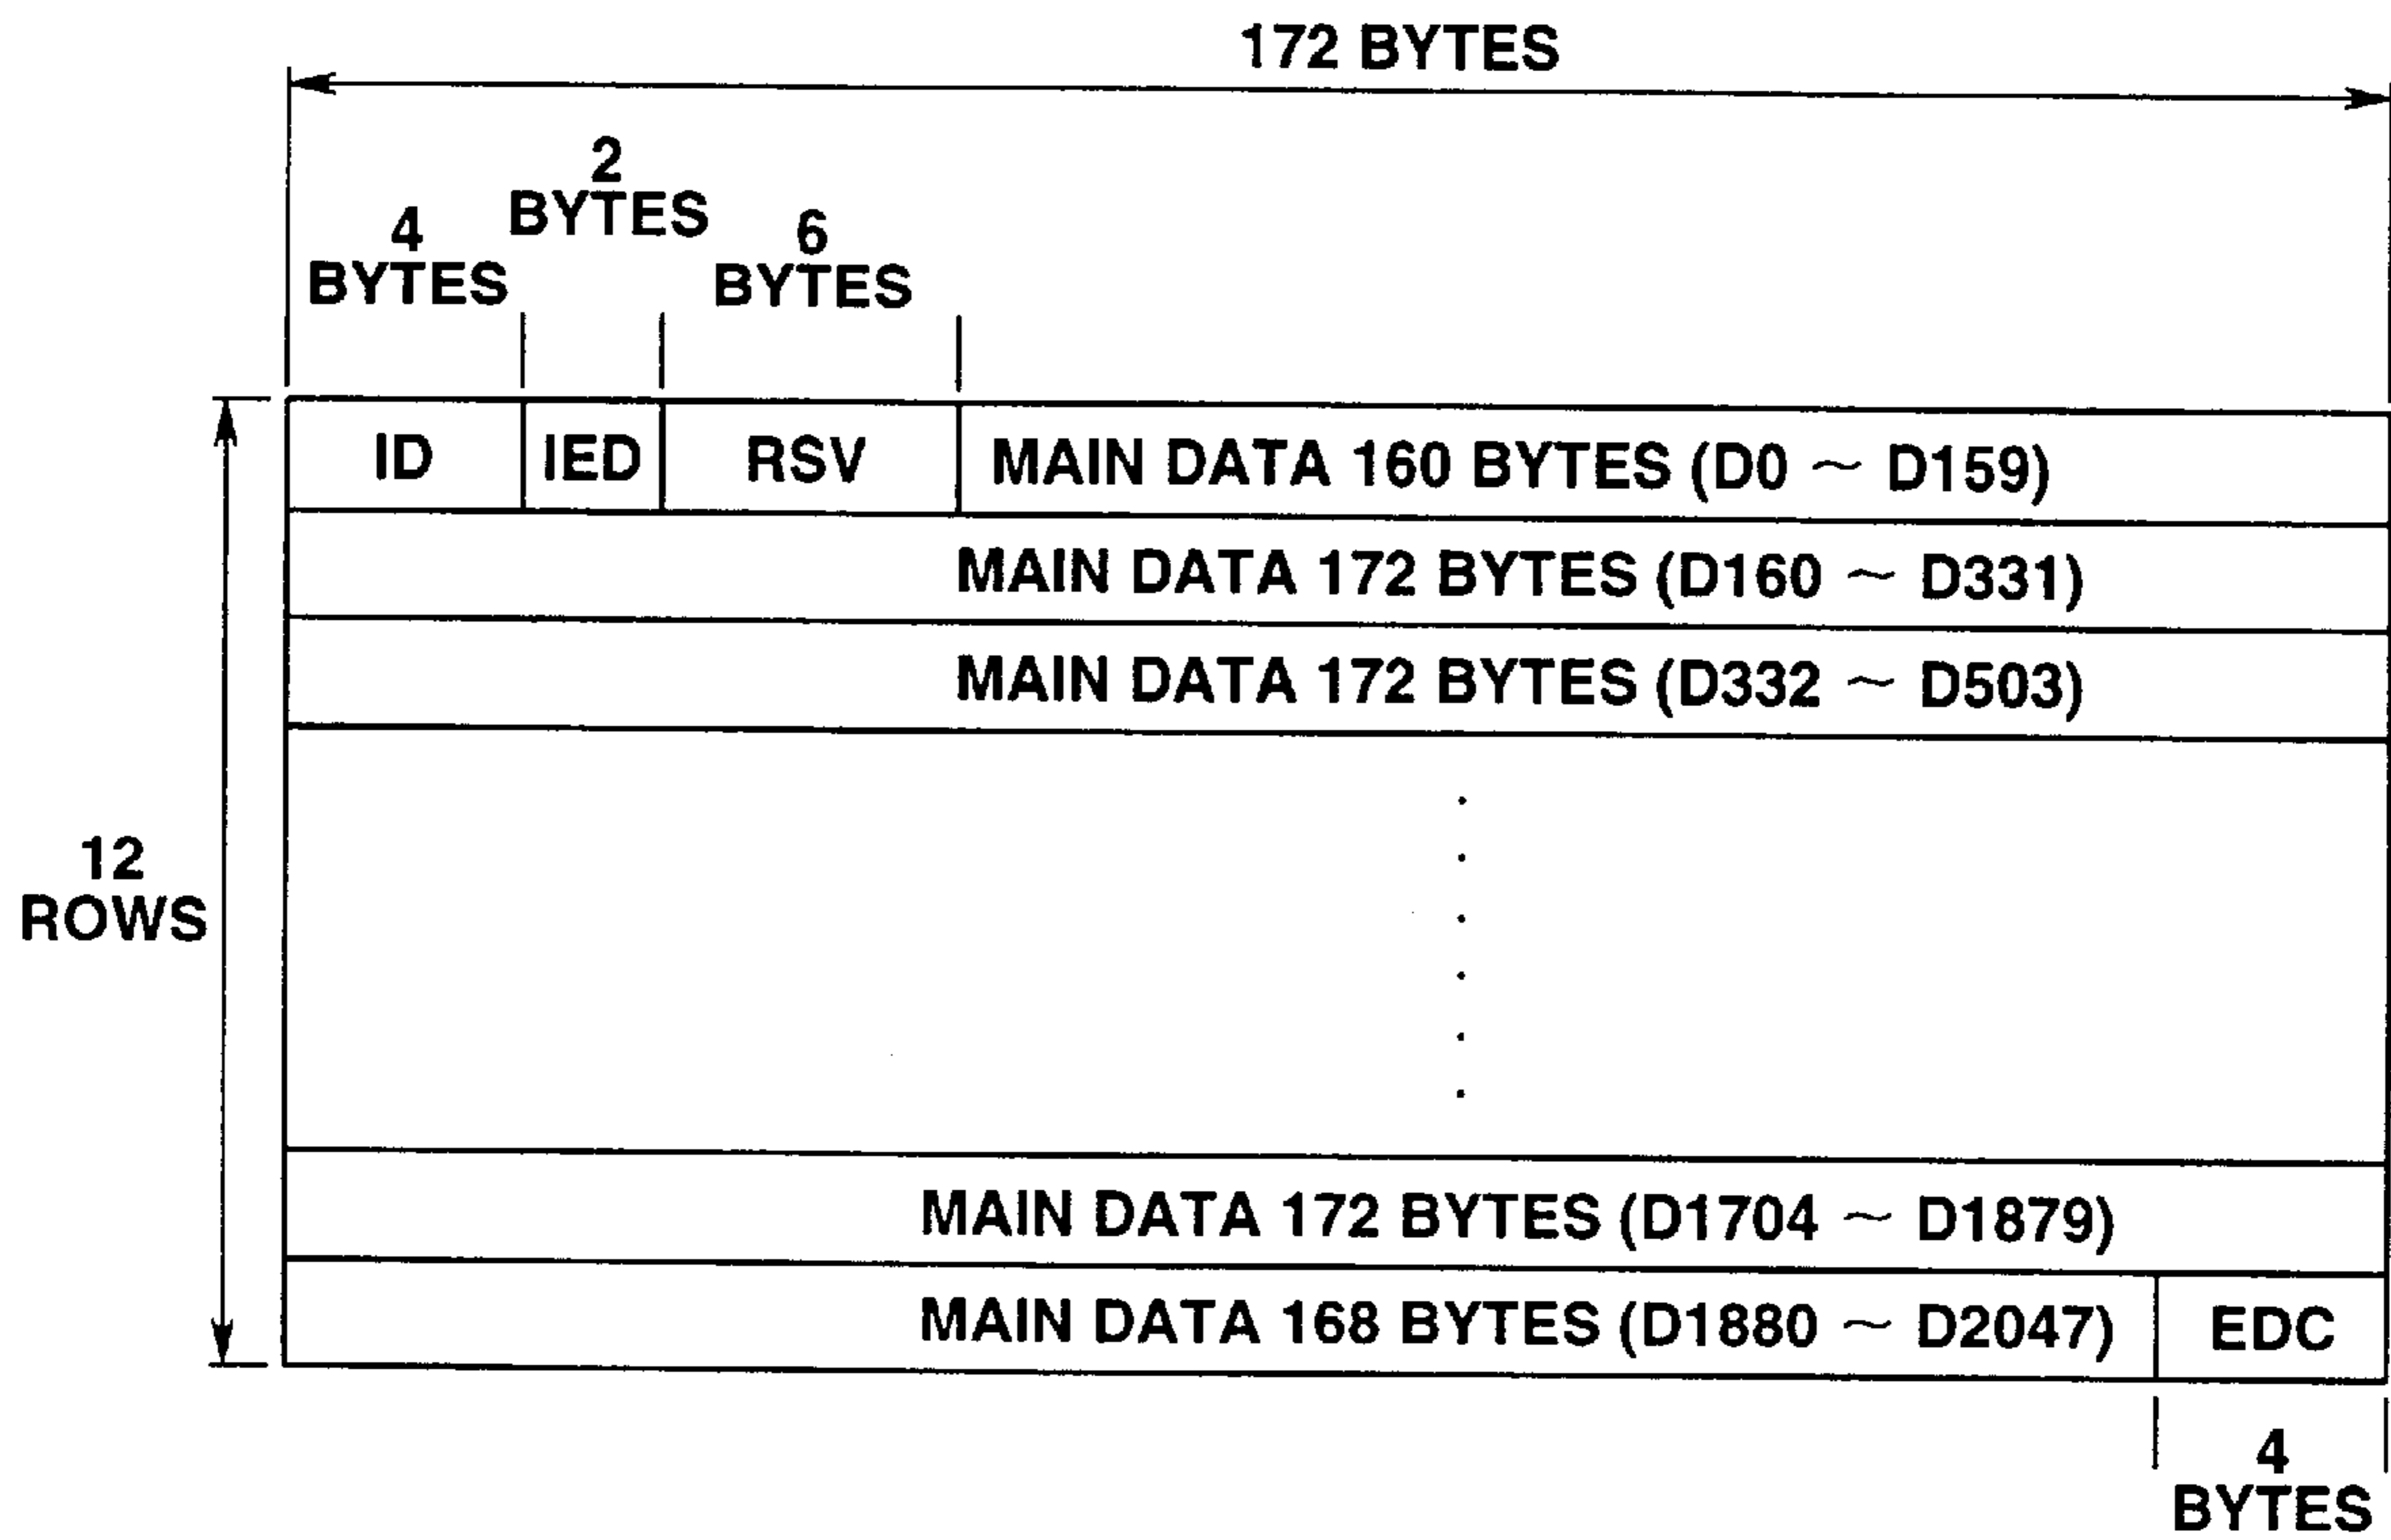 172 BYTES
2
BYTES
4
BYTES
6
BYTES
ID IED RSV MAIN DATA 160 BYTES (D0 ~ D159)
MAIN DATA 172 BYTES (D160 ~ D331)
MAIN DATA 172 BYTES (D332 ~ D503)
12
ROWS
MAIN DATA 172 BYTES (D1704 ~ D1879)
MAIN DATA 168 BYTES (D1880 ~ D2047) EDC
4
BYTES